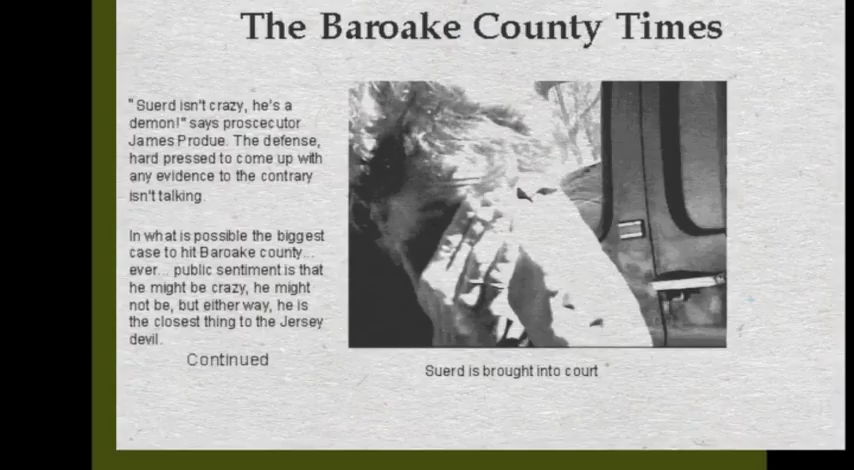 The Baroake County Times
" Suerd isn't crazy, he's a
demon!" says proscecutor
James Produe. The defense,
hard pressed to come up with
any evidence to the contrary
isn't talking.
In what is possible the biggest
case to hit Baroake county...
ever... public sentiment is that
he might be crazy, he might
not be, but either way, he is
the closest thing to the Jersey
devil.
Continued
Suerd is brought into court